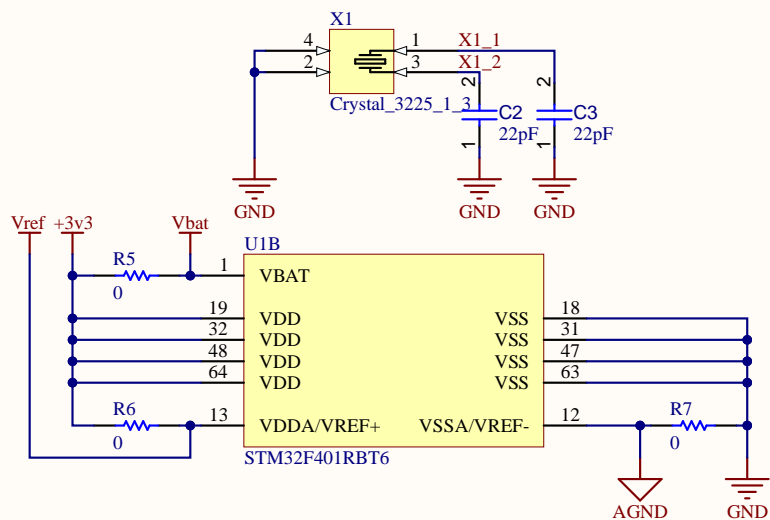 X1
4 1 X1_1
2 3 X1_2
Crystal_3225_1_3
2 2
C2 C3
22pF 22pF
1 1
GND GND GND
Vref +3v3 Vbat
U1B
R5 1 VBAT
0
19 VDD VSS 18
32 VDD VSS 31
48 VDD VSS 47
64 VDD VSS 63
R6 13 VDDA/VREF+ VSSA/VREF- 12 R7
0 0
STM32F401RBT6
AGND GND